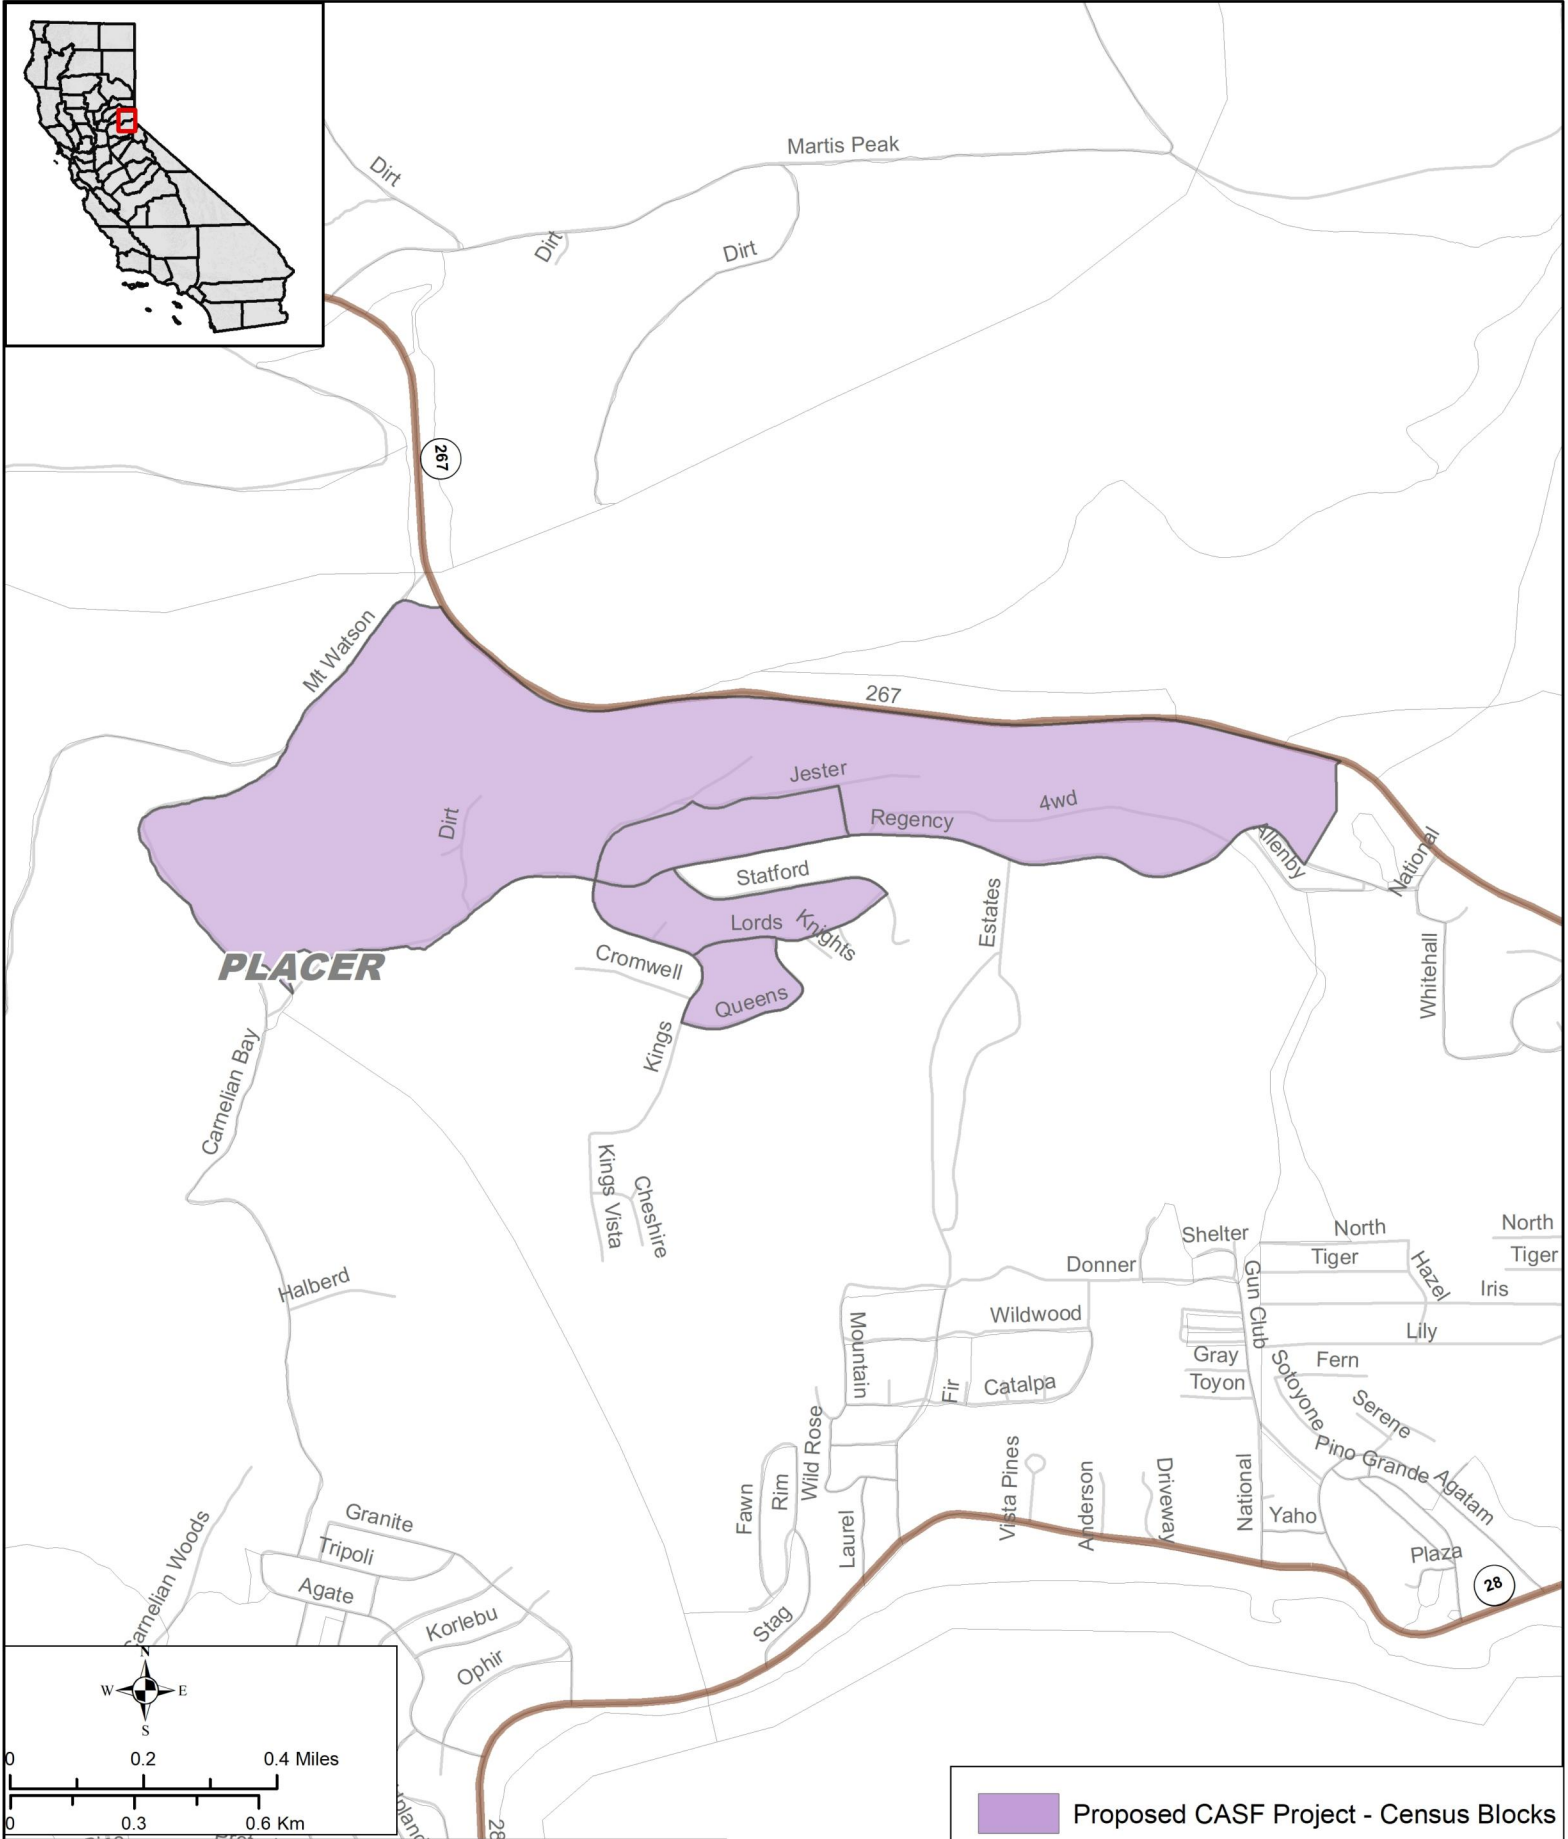 Martis Peak
Dirt
Dirt
Dirt
267
Mt Watson
267
Jester
4wd
Dirt
Regency
Allenby
National
Statford
Estates
Lords
Knights
Whitehall
Cromwell
PLACER
Queens
Kings
Carnelian Bay
Kings Vista
Cheshire
North
North
Shelter
Tiger
Tiger
Donner
Hazel
Halberd
Gun Club
Iris
Wildwood
Mountain
Lily
Gray
Fern
Toyon
Sotoyone
Fir
Catalpa
Serene
Wild Rose
Pino Grande
Agatam
Vista Pines
Anderson
Driveway
National
Rim
Fawn
Yaho
Laurel
Granite
Tripoli
Plaza
28
Agate
Carnelian Woods
Korlebu
Stag
Ophir
N
W E
S
0 0.2 0.4 Miles
0 0.3 0.6 Km
28
Proposed CASF Project - Census Blocks